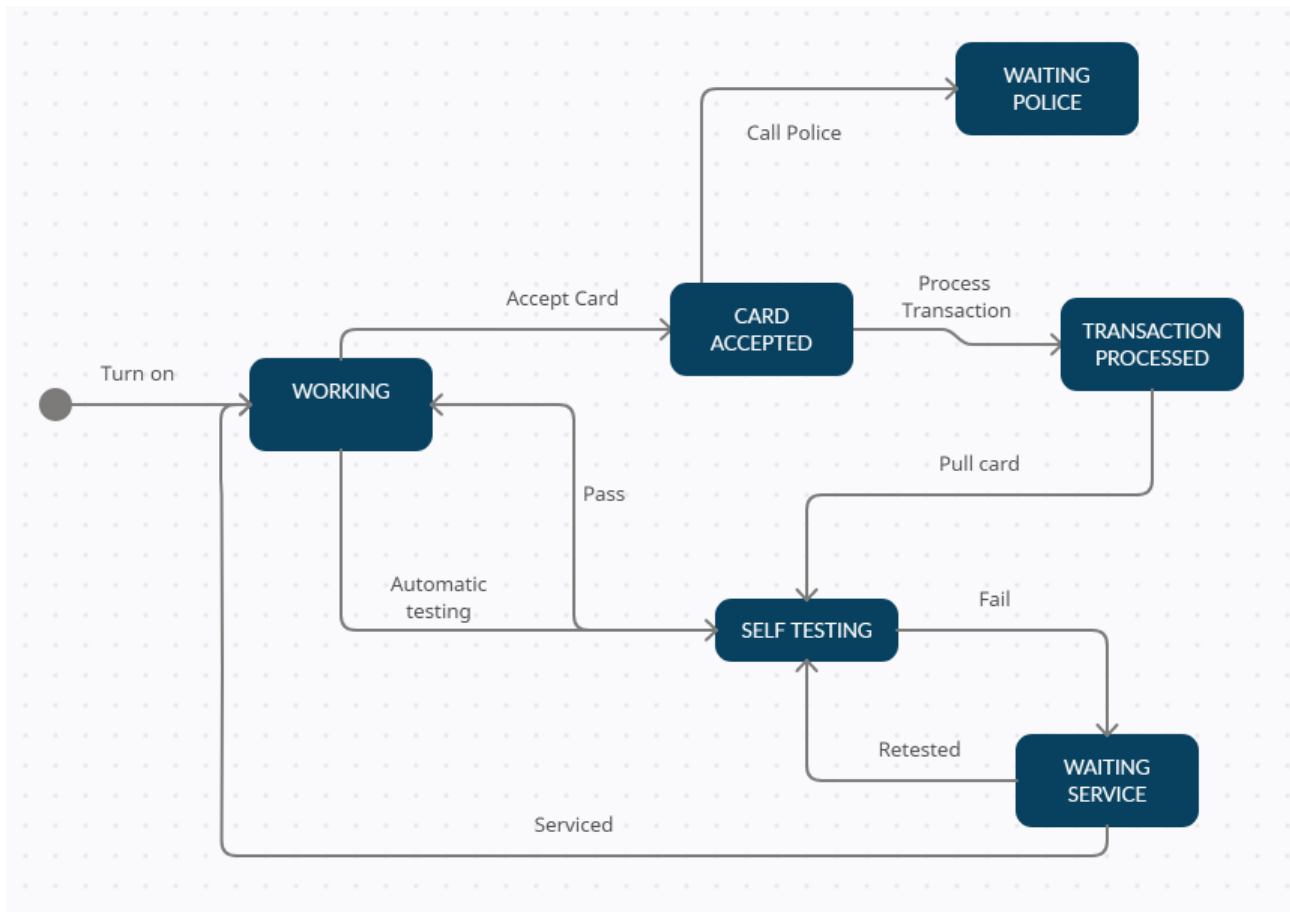 WAITING
POLICE
Call Police
Process
Transaction
Accept Card
CARD
ACCEPTED
TRANSACTION
PROCESSED
Turn on
WORKING
Pull card
Pass
Automatic
testing
Fail
SELF TESTING
Retested
WAITING
SERVICE
Serviced